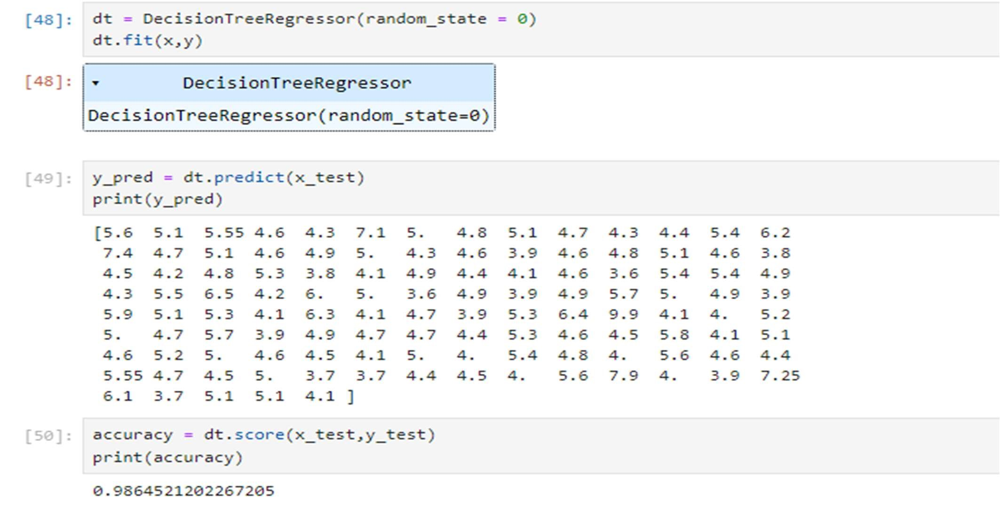 [48]: dt = DecisionTreeRegressor(random_state = 0)
dt.fit(x,y)
[48]: ▾ DecisionTreeRegressor
DecisionTreeRegressor(random_state=0)
[49]: y_pred = dt.predict(x_test)
print(y_pred)
[5.6 5.1 5.55 4.6 4.3 7.1 5. 4.8 5.1 4.7 4.3 4.4 5.4 6.2
7.4 4.7 5.1 4.6 4.9 5. 4.3 4.6 3.9 4.6 4.8 5.1 4.6 3.8
4.5 4.2 4.8 5.3 3.8 4.1 4.9 4.4 4.1 4.6 3.6 5.4 5.4 4.9
4.3 5.5 6.5 4.2 6. 5. 3.6 4.9 3.9 4.9 5.7 5. 4.9 3.9
5.9 5.1 5.3 4.1 6.3 4.1 4.7 3.9 5.3 6.4 9.9 4.1 4. 5.2
5. 4.7 5.7 3.9 4.9 4.7 4.7 4.4 5.3 4.6 4.5 5.8 4.1 5.1
4.6 5.2 5. 4.6 4.5 4.1 5. 4. 5.4 4.8 4. 5.6 4.6 4.4
5.55 4.7 4.5 5. 3.7 3.7 4.4 4.5 4. 5.6 7.9 4. 3.9 7.25
6.1 3.7 5.1 5.1 4.1 ]
[50]: accuracy = dt.score(x_test,y_test)
print(accuracy)
0.9864521202267205